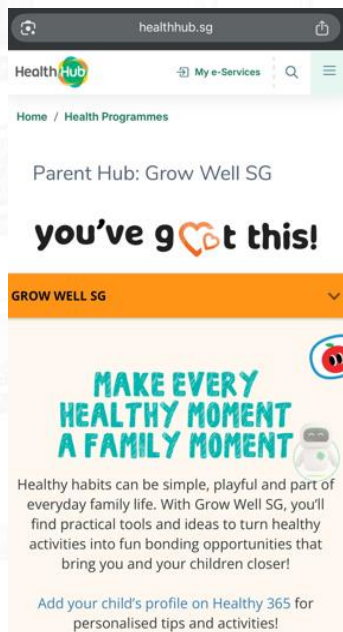 healthhub.sg
HealthHub
My e-Services
Home / Health Programmes
Parent Hub: Grow Well SG
you've got this!
GROW WELL SG
MAKE EVERY
HEALTHY MOMENT
A FAMILY MOMENT
Healthy habits can be simple, playful and part of
everyday family life. With Grow Well SG, you'll
find practical tools and ideas to turn healthy
activities into fun bonding opportunities that
bring you and your children closer!
Add your child's profile on Healthy 365 for
personalised tips and activities!